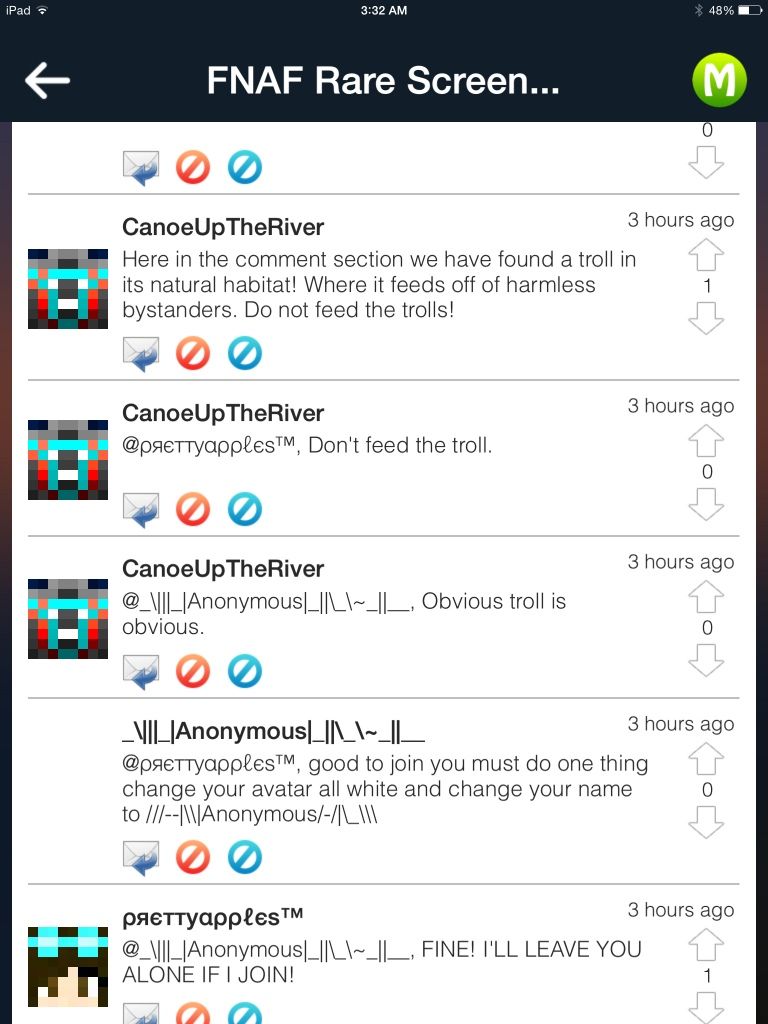 iPad 3:32 AM 48%
FNAF Rare Screen... M
0
CanoeUpTheRiver 3 hours ago
Here in the comment section we have found a troll in
its natural habitat! Where it feeds off of harmless
bystanders. Do not feed the trolls!
1
CanoeUpTheRiver 3 hours ago
@ρяєттуαρρℓєѕ™, Don't feed the troll.
0
CanoeUpTheRiver 3 hours ago
@_\|||_|Anonymous|_||\_\~_||__, Obvious troll is
obvious.
0
_\|||_|Anonymous|_||\_\~_||__ 3 hours ago
@ρяєттуαρρℓєѕ™, good to join you must do one thing
change your avatar all white and change your name
to ///--|\\|Anonymous/-/|\_\\\
0
ρяєттуαρρℓєѕ™ 3 hours ago
@_\|||_|Anonymous|_||\_\~_||__, FINE! I'LL LEAVE YOU
ALONE IF I JOIN!
1